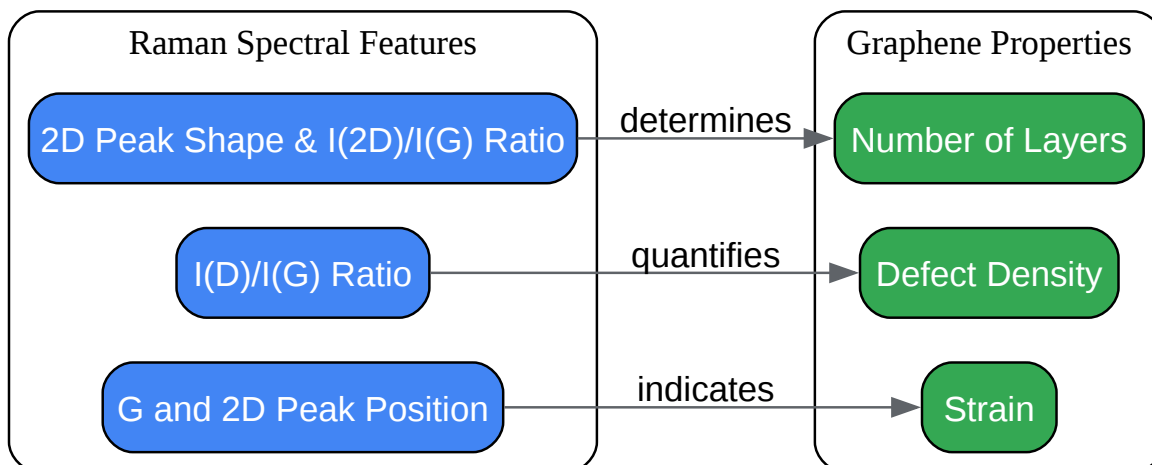 Raman Spectral Features
Graphene Properties
2D Peak Shape & I(2D)/I(G) Ratio
determines
Number of Layers
I(D)/I(G) Ratio
quantifies
Defect Density
G and 2D Peak Position
indicates
Strain